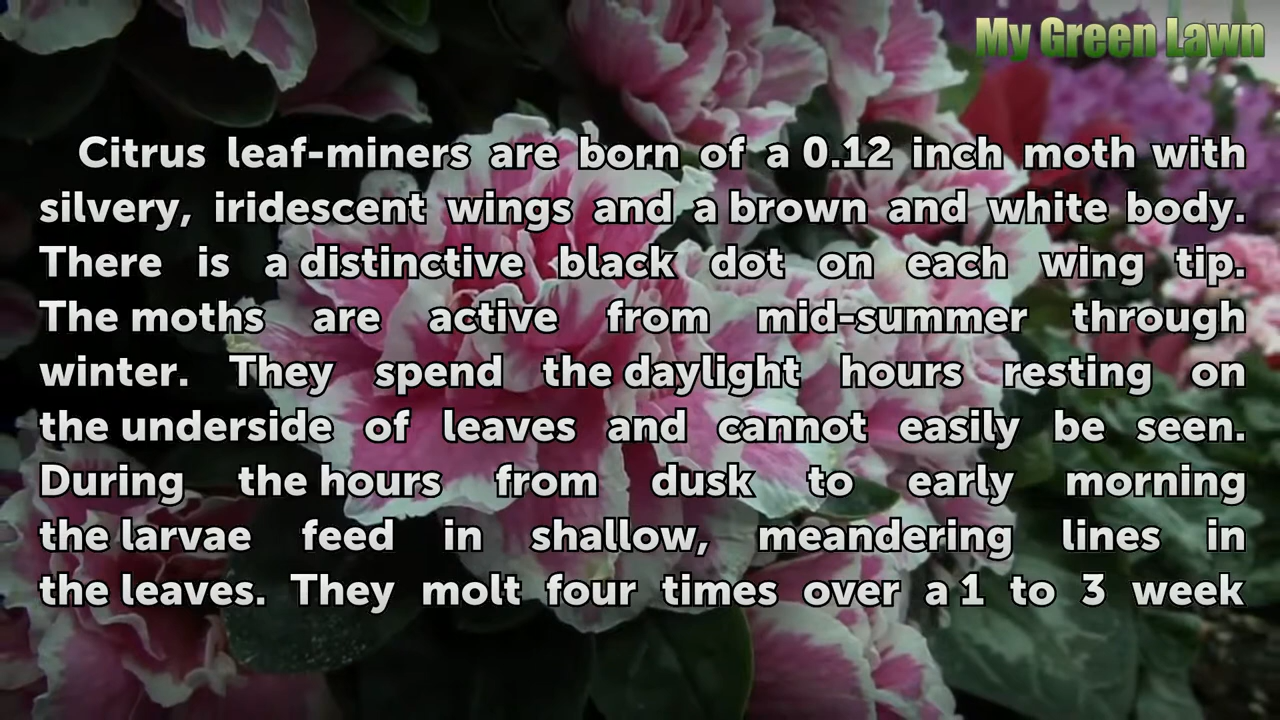 My Green Lawn
Citrus leaf-miners are born of a 0.12 inch moth with
silvery, iridescent wings and a brown and white body.
There is a distinctive black dot on each wing tip.
The moths are active from mid-summer through
winter. They spend the daylight hours resting on
the underside of leaves and cannot easily be seen.
During the hours from dusk to early morning
the larvae feed in shallow, meandering lines in
the leaves. They molt four times over a 1 to 3 week